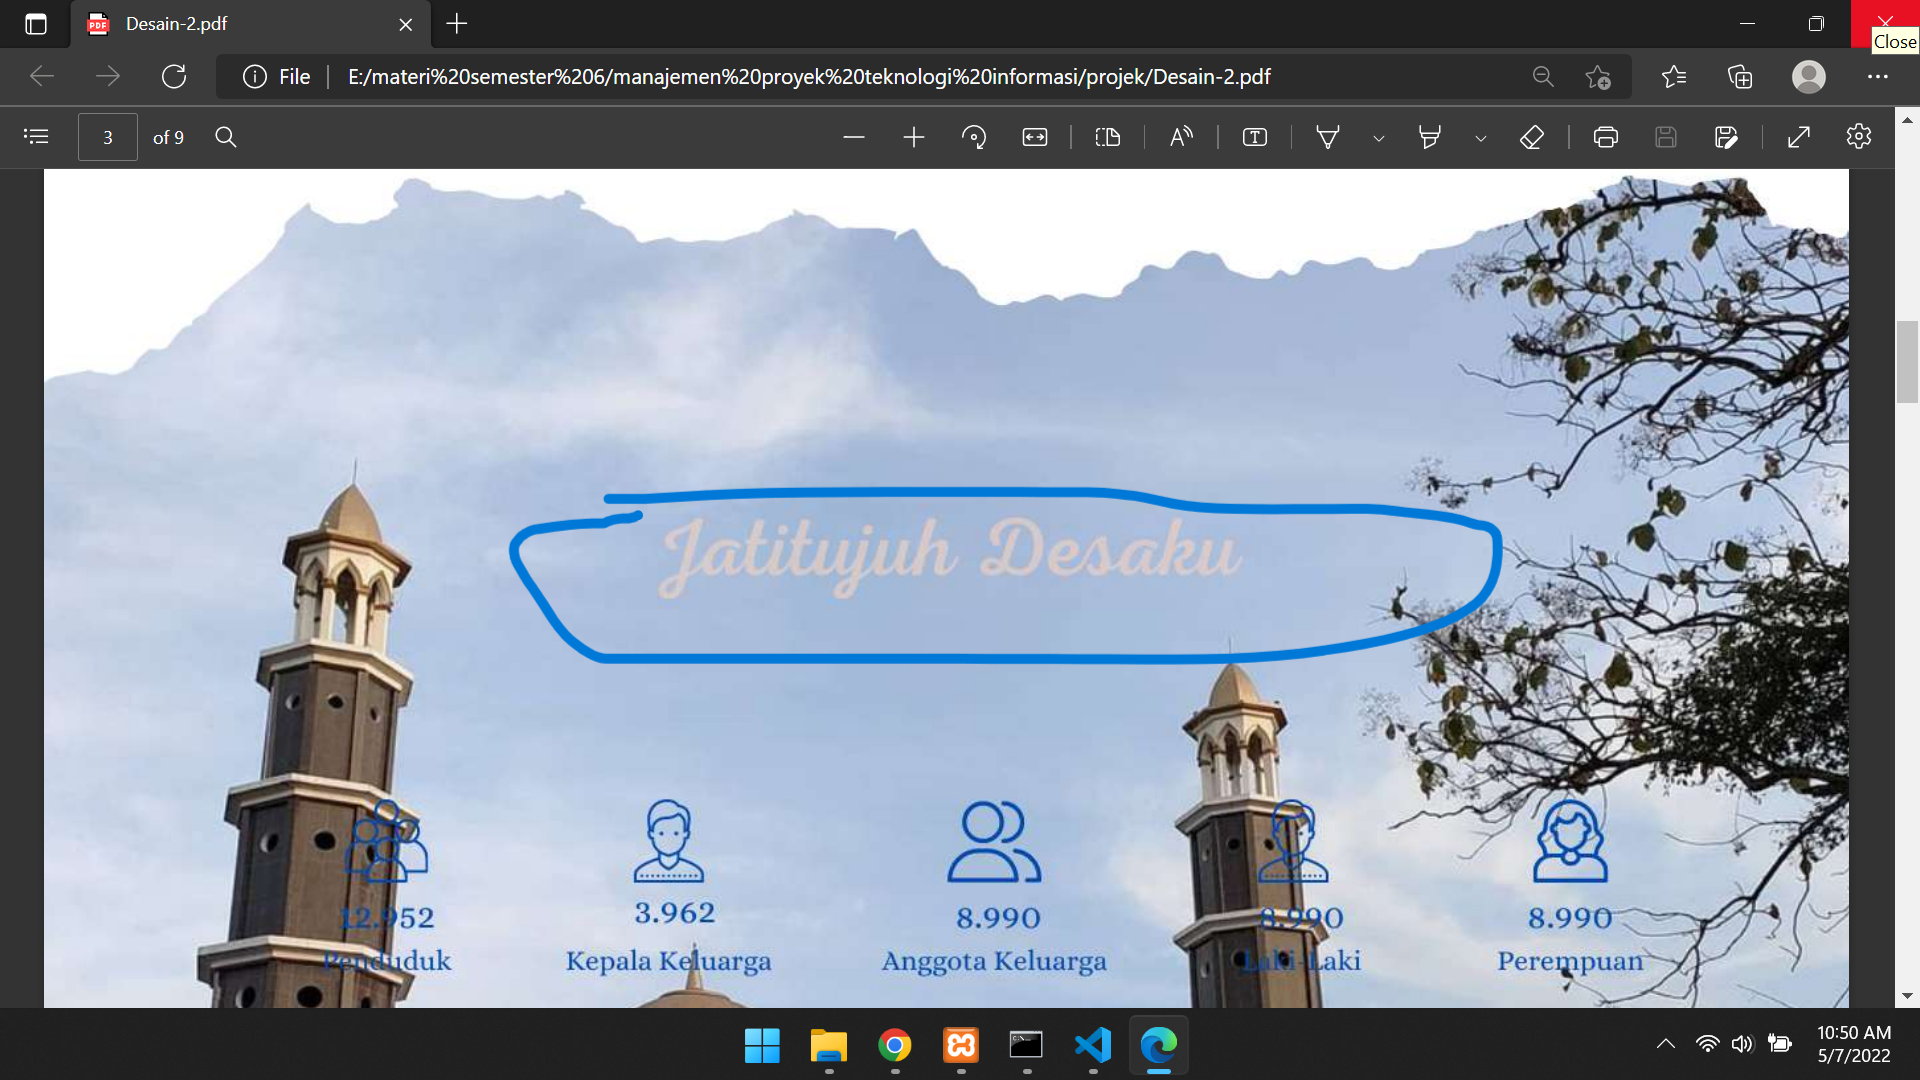 Desain-2.pdf
Close
File
E:/materi%20semester%206/manajemen%20proyek%20teknologi%20informasi/projek/Desain-2.pdf
3 of 9
Jatitujuh Desaku
12.952
3.962
8.990
8.990
8.990
Penduduk
Kepala Keluarga
Anggota Keluarga
Laki-Laki
Perempuan
10:50 AM
5/7/2022